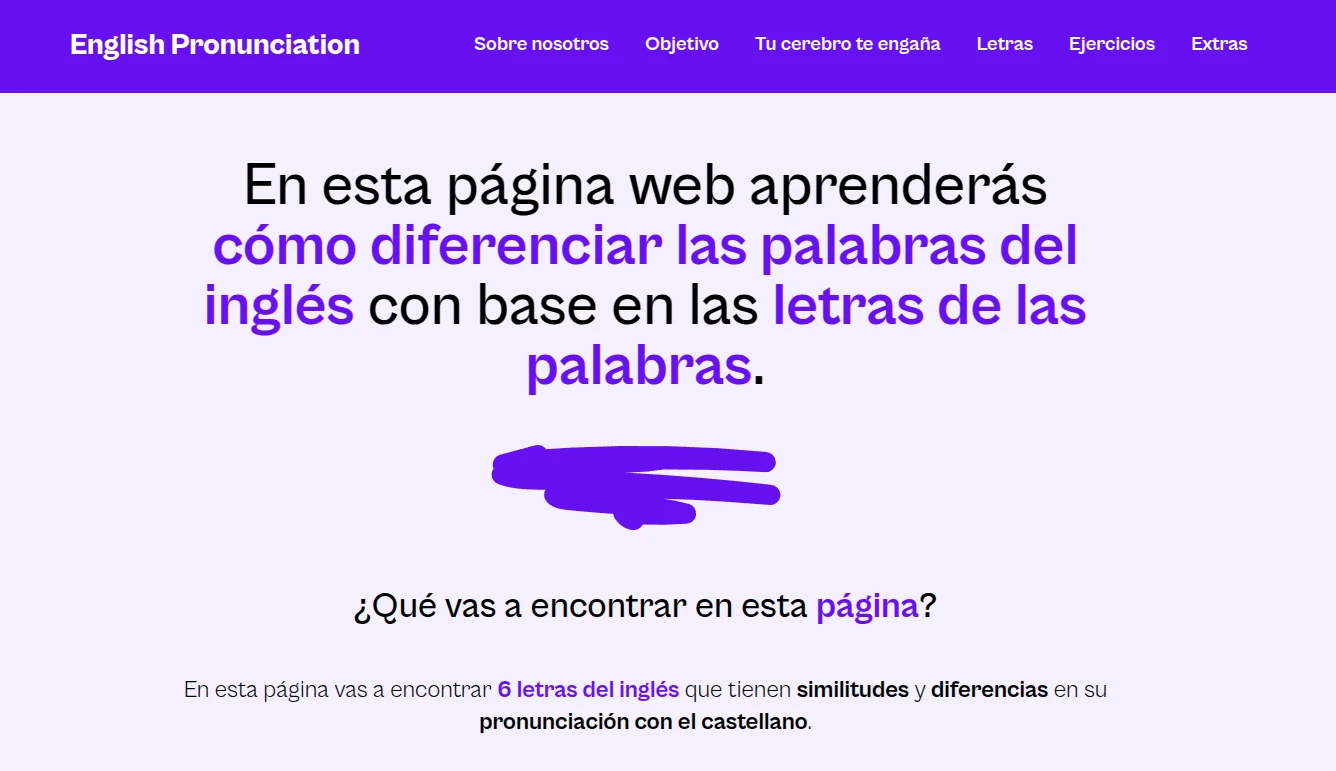 English Pronunciation Sobre nosotros Objetivo Tu cerebro te engaña Letras Ejercicios Extras
En esta página web aprenderás
cómo diferenciar las palabras del
inglés con base en las letras de las
palabras.
¿Qué vas a encontrar en esta página?
En esta página vas a encontrar 6 letras del inglés que tienen similitudes y diferencias en su
pronunciación con el castellano.